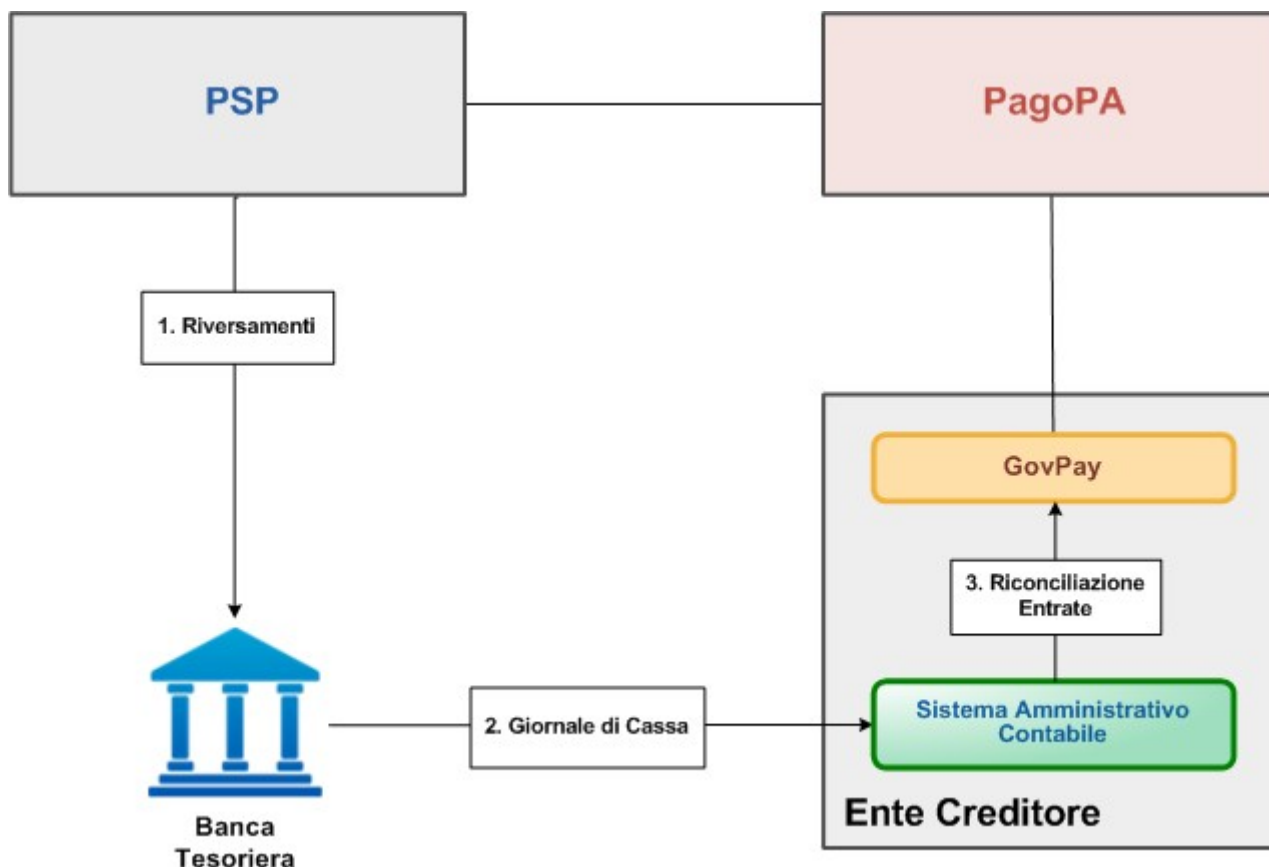 PSP
PagoPA
1. Riversamenti
GovPay
3. Riconciliazione
Entrate
Sistema Amministrativo
Contabile
2. Giornale di Cassa
Ente Creditore
Banca
Tesoriera